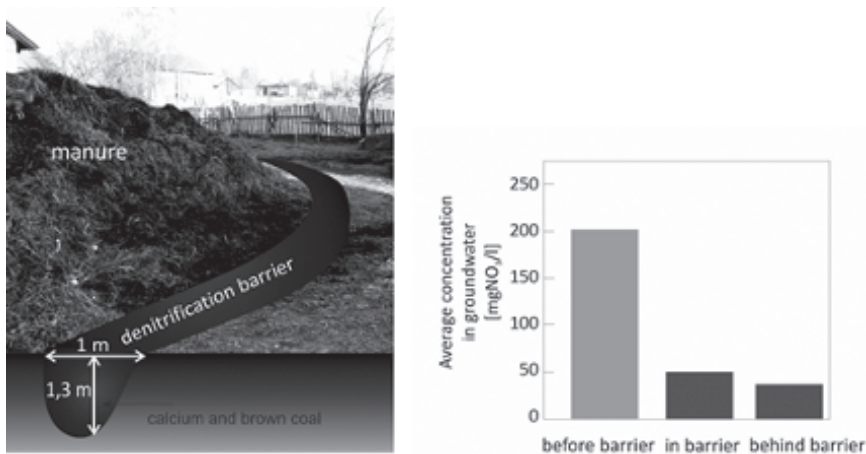 manure
denitrification barrier
1 m
1,3 m
calcium and brown coal
Average concentration
in groundwater
[mgNO₃/l]
250
200
150
100
50
0
before barrier in barrier behind barrier